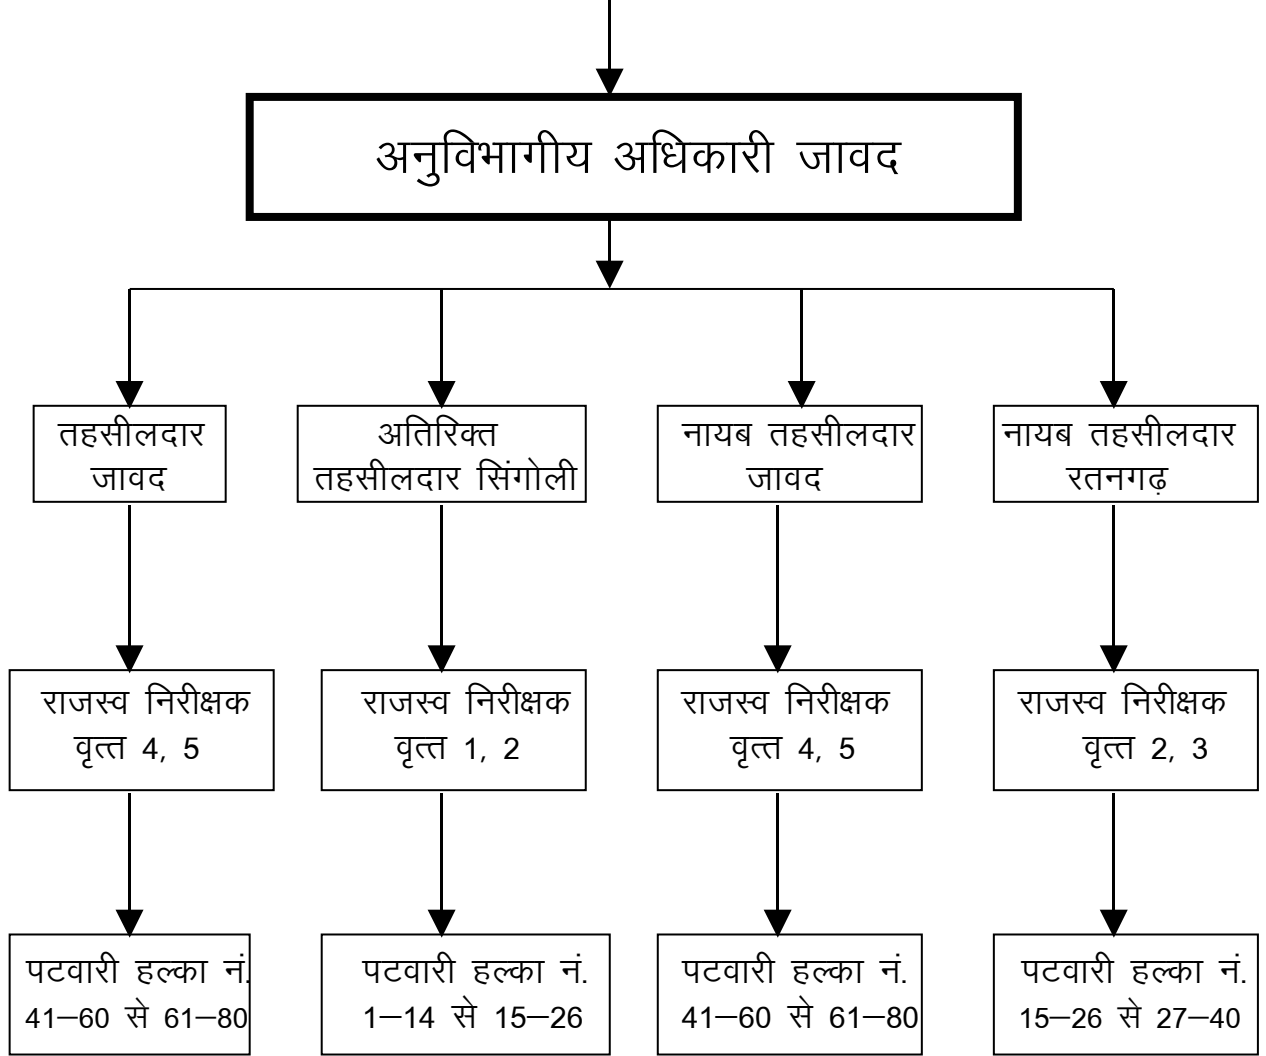 अनुविभागीय अधिकारी जावद
तहसीलदार
जावद
अतिरिक्त
तहसीलदार सिंगोली
नायब तहसीलदार
जावद
नायब तहसीलदार
रतनगढ़
राजस्व निरीक्षक
वृत्त 4, 5
राजस्व निरीक्षक
वृत्त 1, 2
राजस्व निरीक्षक
वृत्त 4, 5
राजस्व निरीक्षक
वृत्त 2, 3
पटवारी हल्का नं.
41–60 से 61–80
पटवारी हल्का नं.
1–14 से 15–26
पटवारी हल्का नं.
41–60 से 61–80
पटवारी हल्का नं.
15–26 से 27–40